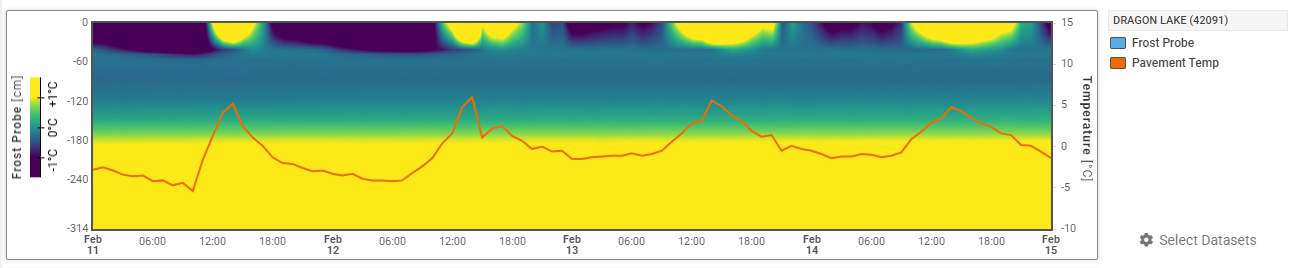 DRAGON LAKE (42091)
Frost Probe
Pavement Temp
Select Datasets
Frost Probe [cm]
-1°C 0°C +1°C
0
-60
-120
-180
-240
-314
15
10
5
0
-5
-10
Temperature [°C]
Feb 11
06:00
12:00
18:00
Feb 12
06:00
12:00
18:00
Feb 13
06:00
12:00
18:00
Feb 14
06:00
12:00
18:00
Feb 15